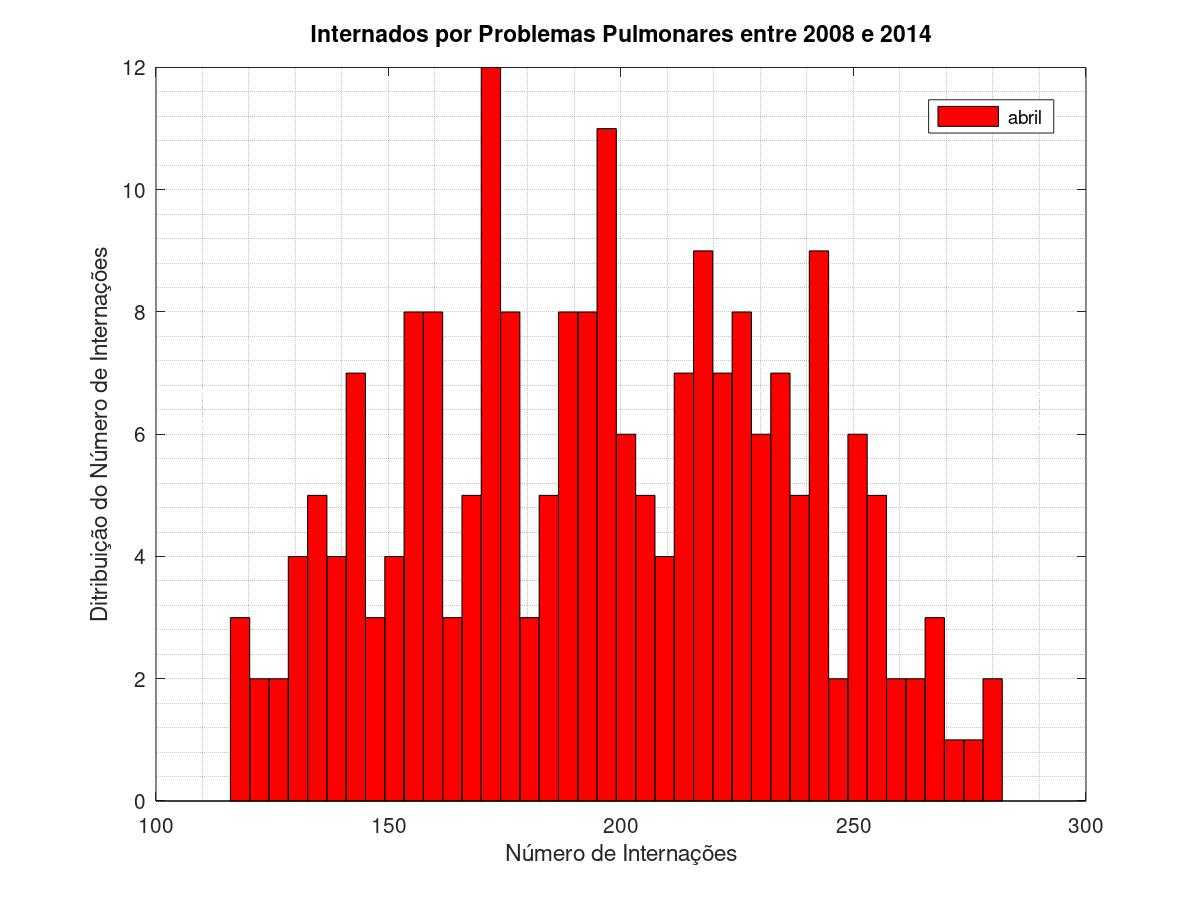 Internados por Problemas Pulmonares entre 2008 e 2014
12
10
8
6
4
2
0
abril
Ditribuição do Número de Internações
100 150 200 250 300
Número de Internações